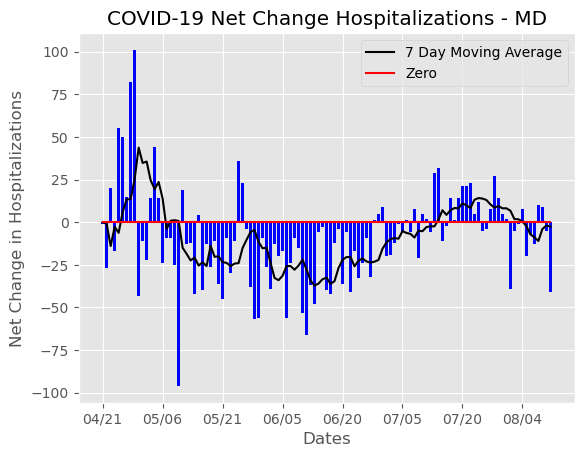 COVID-19 Net Change Hospitalizations - MD
7 Day Moving Average
Zero
Net Change in Hospitalizations
100
75
50
25
0
−25
−50
−75
−100
04/21 05/06 05/21 06/05 06/20 07/05 07/20 08/04
Dates